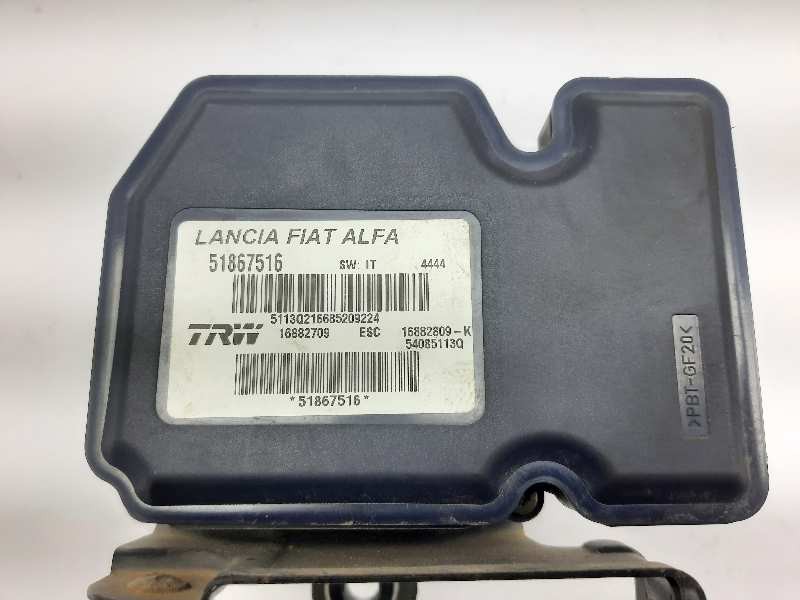 LANCIA FIAT ALFA
51867516 SW: IT 4444
5113Q216685209224
TRW 16882709 ESC 16882809-K
54085113Q
*51867516*
>PBT-GF20<